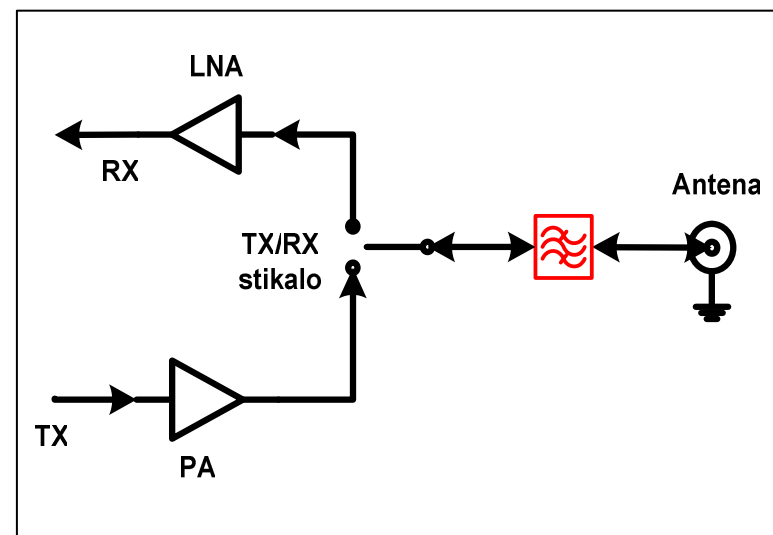 LNA
RX
Antena
TX/RX
stikalo
TX
PA